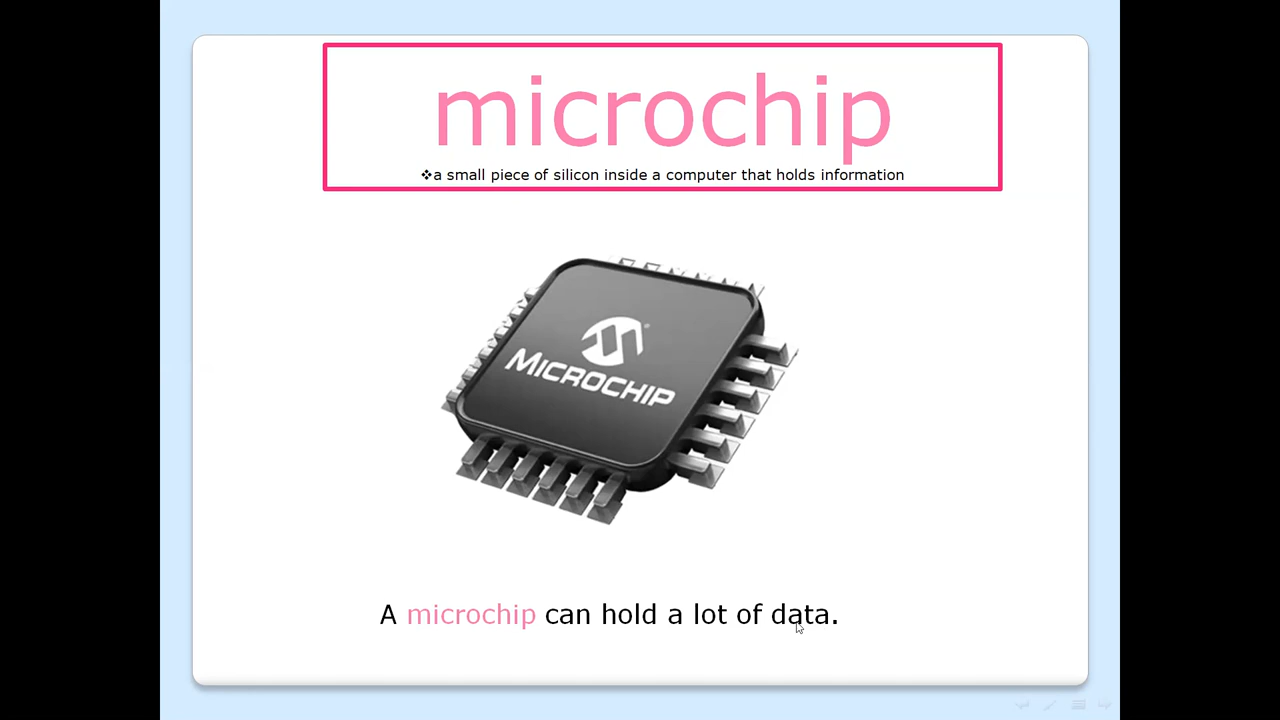 microchip
❖a small piece of silicon inside a computer that holds information
MICROCHIP
A microchip can hold a lot of data.